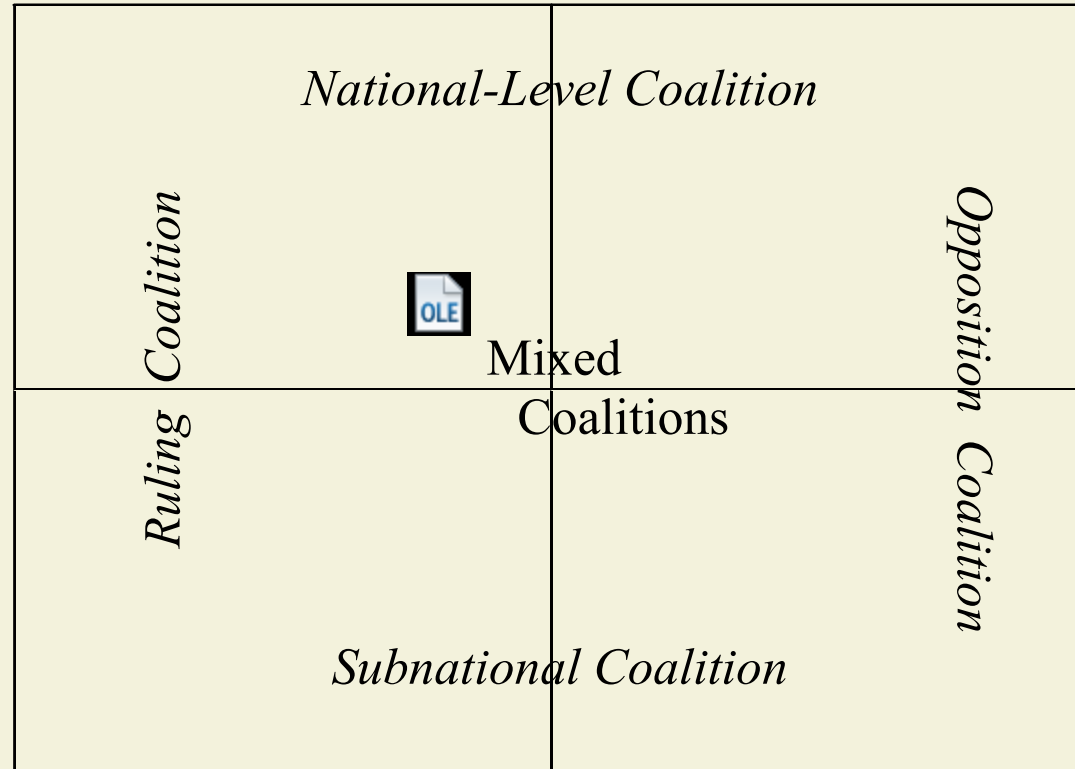 National-Level Coalition
Ruling Coalition
Opposition Coalition
OLE
Mixed
Coalitions
Subnational Coalition